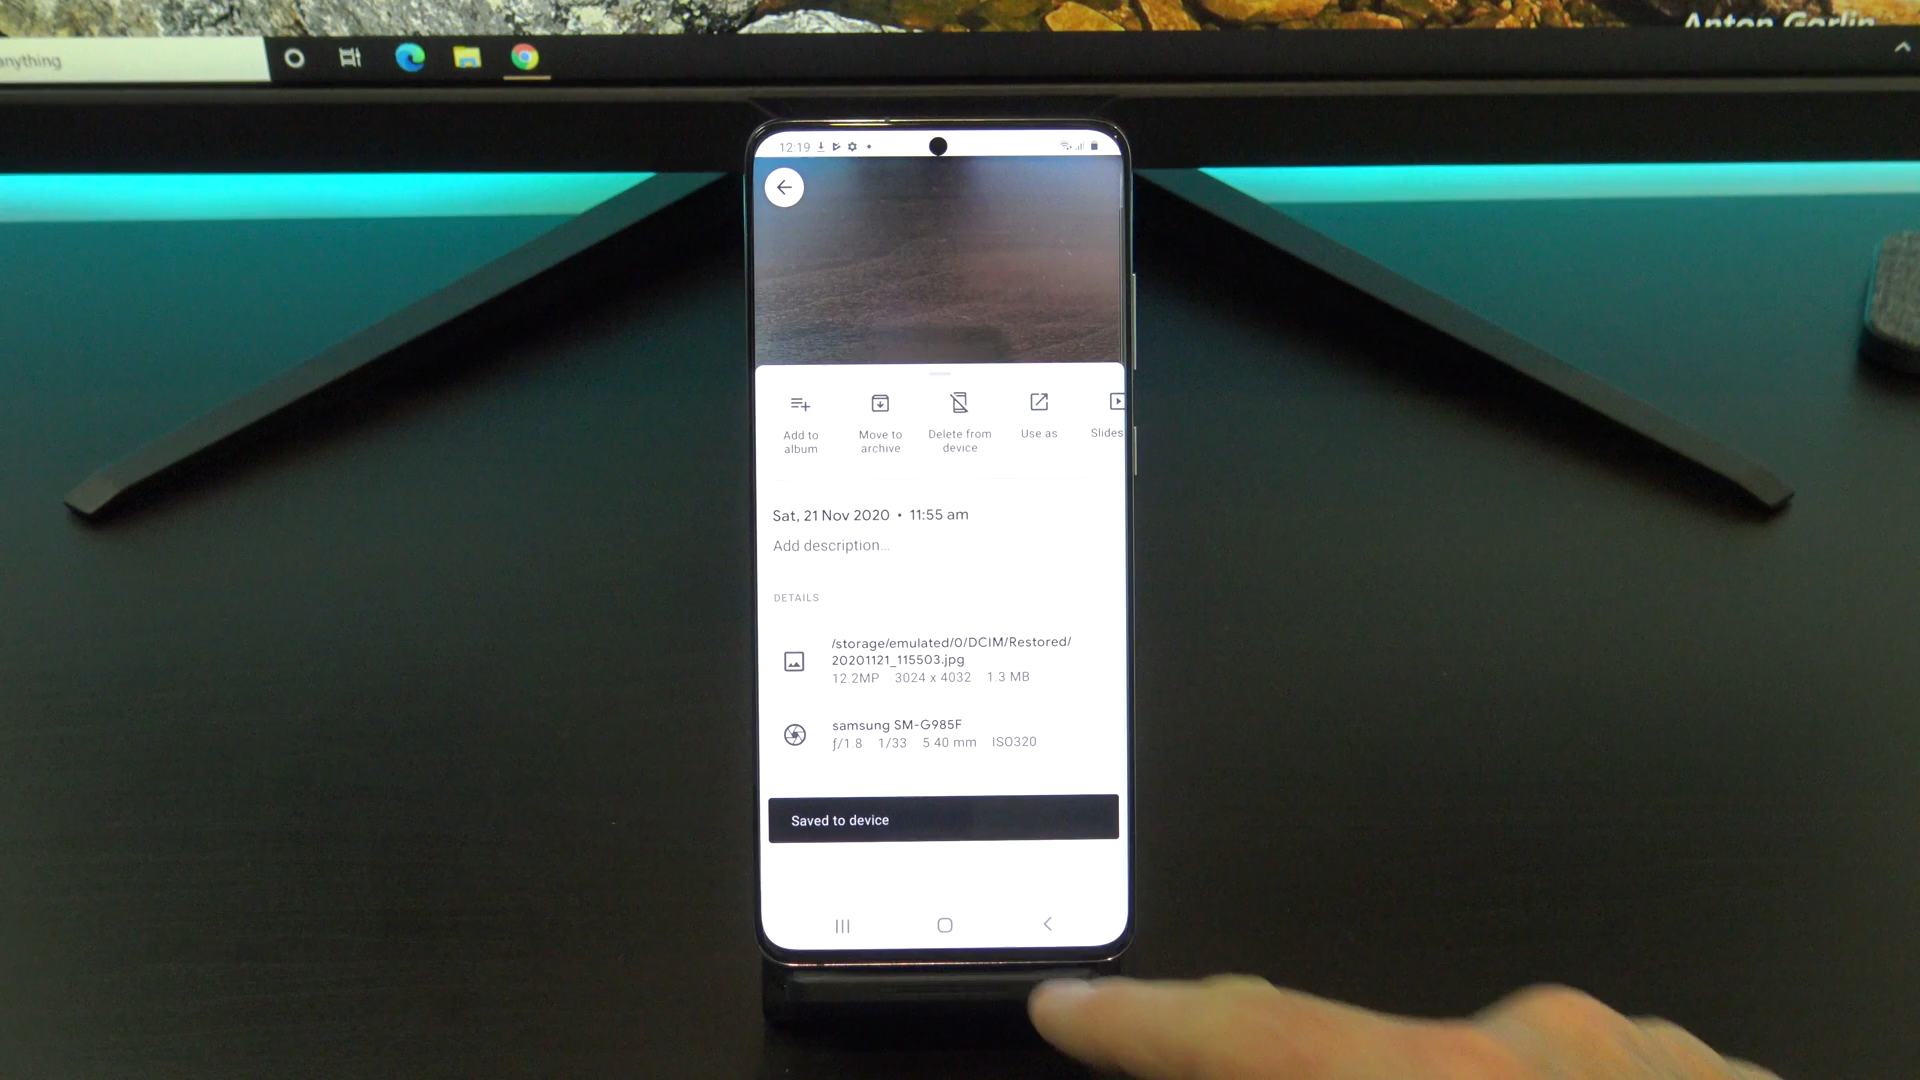 Anton Gorlin
anything
12:19
Add to
album
Move to
archive
Delete from
device
Use as
Slides
Sat, 21 Nov 2020 • 11:55 am
Add description...
DETAILS
/storage/emulated/0/DCIM/Restored/
20201121_115503.jpg
12.2MP 3024 x 4032 1.3 MB
samsung SM-G985F
ƒ/1.8 1/33 5.40 mm ISO320
Saved to device